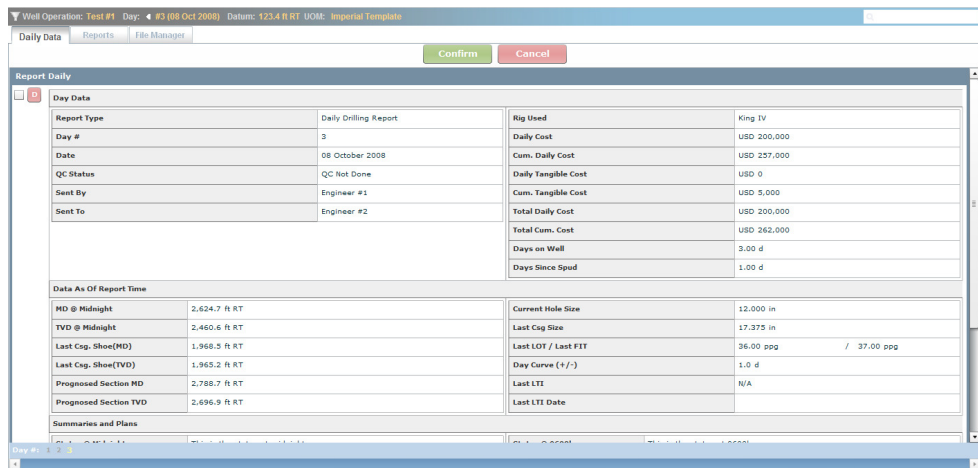 Well Operation: Test #1 Day: #3 (08 Oct 2008) Datum: 123.4 ft RT UOM: Imperial Template
Daily Data Reports File Manager
Confirm Cancel
Report Daily
D
Day Data
Report Type Daily Drilling Report Rig Used King IV
Day # 3 Daily Cost USD 200,000
Date 08 October 2008 Cum. Daily Cost USD 257,000
QC Status QC Not Done Daily Tangible Cost USD 0
Sent By Engineer #1 Cum. Tangible Cost USD 5,000
Sent To Engineer #2 Total Daily Cost USD 200,000
Total Cum. Cost USD 262,000
Days on Well 3.00 d
Days Since Spud 1.00 d
Data As Of Report Time
MD @ Midnight 2,624.7 ft RT Current Hole Size 12.000 in
TVD @ Midnight 2,460.6 ft RT Last Csg Size 17.375 in
Last Csg. Shoe(MD) 1,968.5 ft RT Last LOT / Last FIT 36.00 ppg / 37.00 ppg
Last Csg. Shoe(TVD) 1,965.2 ft RT Day Curve (+/-) 1.0 d
Prognosed Section MD 2,788.7 ft RT Last LTI N/A
Prognosed Section TVD 2,696.9 ft RT Last LTI Date
Summaries and Plans
Day #: 1 2 3